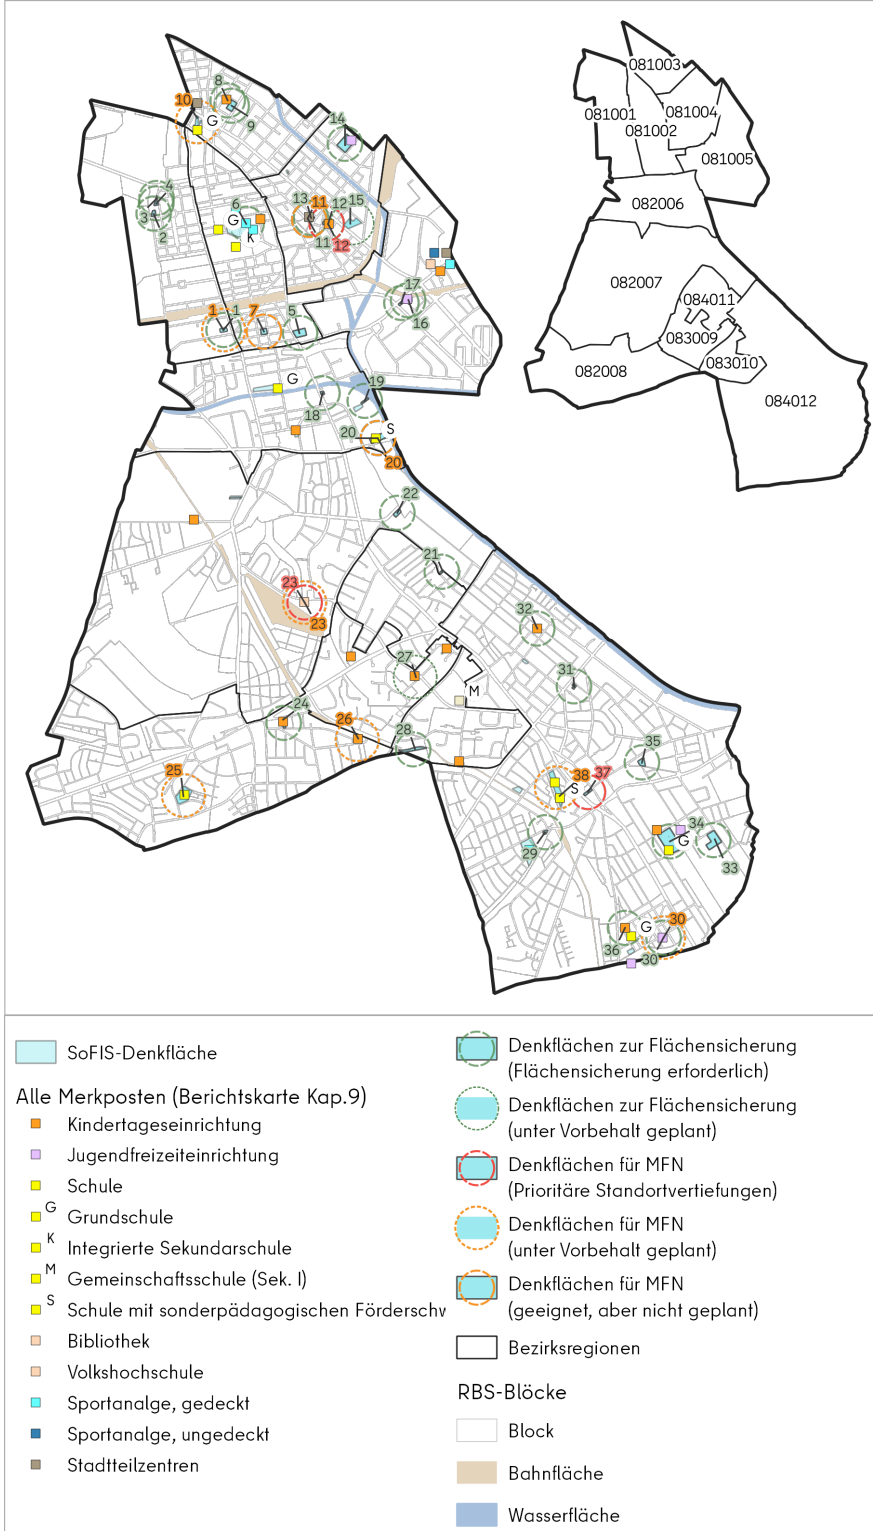 8
10
G
9
14
081003
081001
081004
081002
081005
082006
082007
084011
083009
083010
082008
084012
4
3
2
6
G
K
13
11
12
15
11
12
17
16
1
1
7
5
G
19
18
20
S
20
22
21
23
23
32
27
31
M
24
26
28
35
25
38
37
S
34
G
29
33
30
G
36
30
SoFIS-Denkfläche
Alle Merkposten (Berichtskarte Kap.9)
Kindertageseinrichtung
Jugendfreizeiteinrichtung
Schule
G Grundschule
K Integrierte Sekundarschule
M Gemeinschaftsschule (Sek. I)
S Schule mit sonderpädagogischen Förderschw
Bibliothek
Volkshochschule
Sportanalge, gedeckt
Sportanalge, ungedeckt
Stadtteilzentren
Denkflächen zur Flächensicherung
(Flächensicherung erforderlich)
Denkflächen zur Flächensicherung
(unter Vorbehalt geplant)
Denkflächen für MFN
(Prioritäre Standortvertiefungen)
Denkflächen für MFN
(unter Vorbehalt geplant)
Denkflächen für MFN
(geeignet, aber nicht geplant)
Bezirksregionen
RBS-Blöcke
Block
Bahnfläche
Wasserfläche